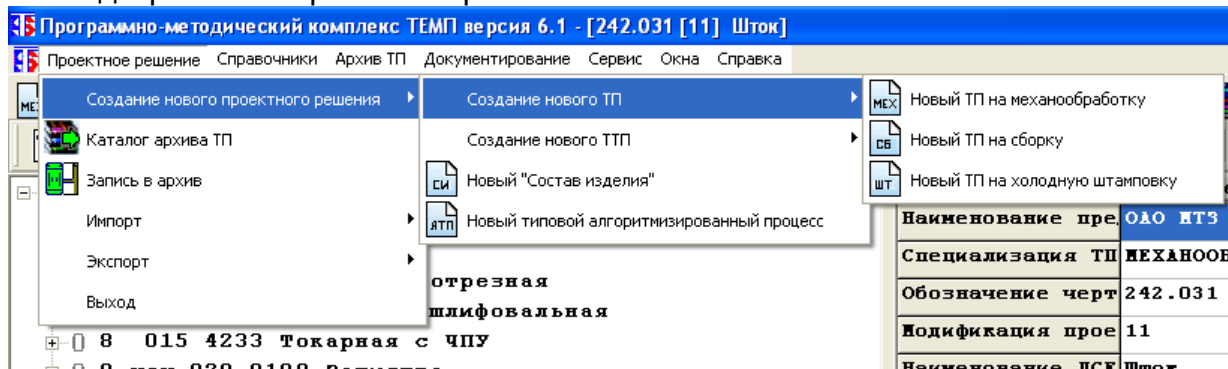 Программно-методический комплекс ТЕМП версия 6.1 - [242.031 [11] Шток]
Проектное решение Справочники Архив ТП Документирование Сервис Окна Справка
Создание нового проектного решения
Каталог архива ТП
Запись в архив
Импорт
Экспорт
Выход
Создание нового ТП
Создание нового ТТП
СИ Новый "Состав изделия"
АТП Новый типовой алгоритмизированный процесс
МЕХ Новый ТП на механообработку
СБ Новый ТП на сборку
ШТ Новый ТП на холодную штамповку
Наименование пре ОАО МТЗ
Специализация ТП МЕХАНООБ
Обозначение черт 242.031
Модификация прое 11
отрезная
шлифовальная
8 015 4233 Токарная с ЧПУ